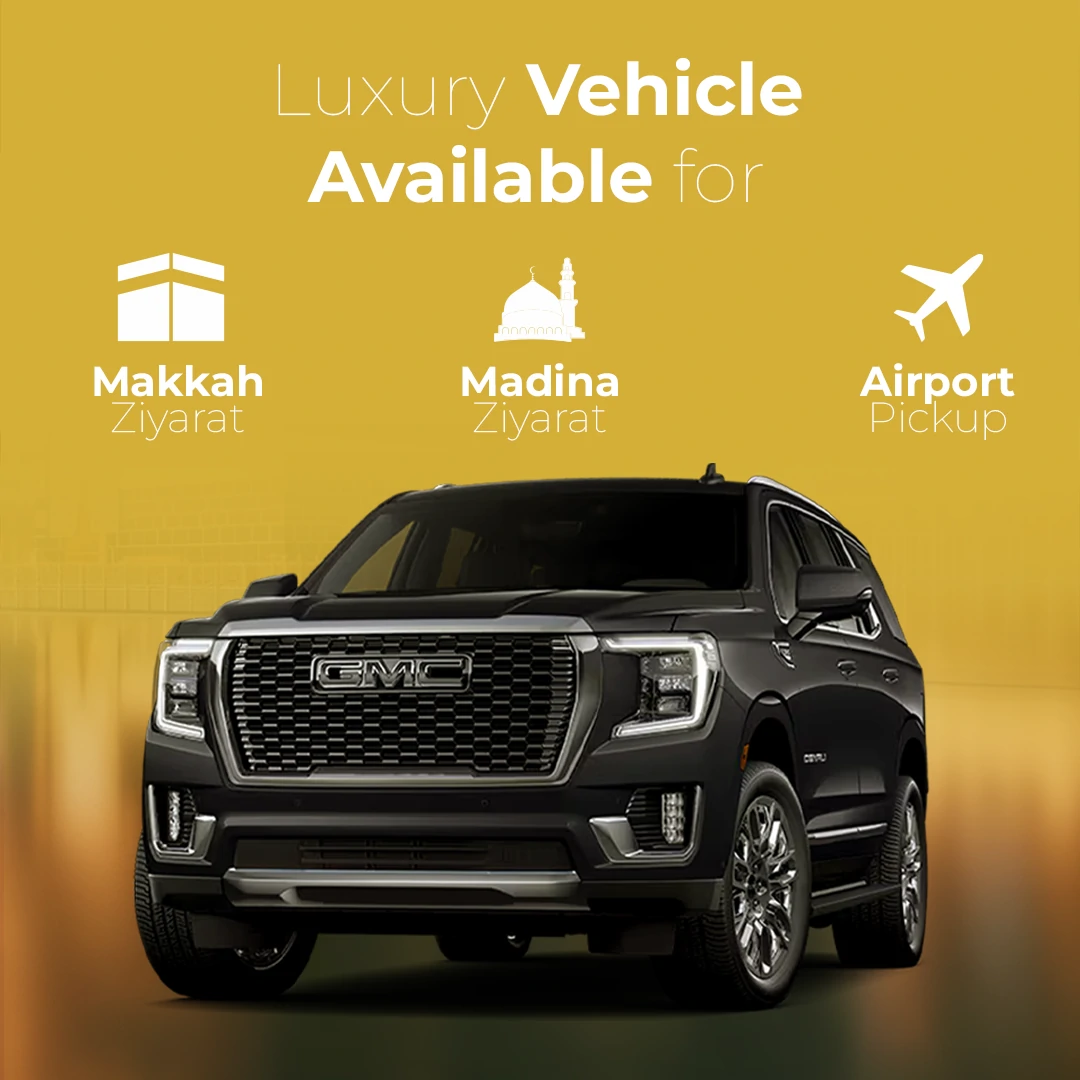 Luxury Vehicle
Available for
Makkah
Ziyarat
Madina
Ziyarat
Airport
Pickup
GMC
DENALI